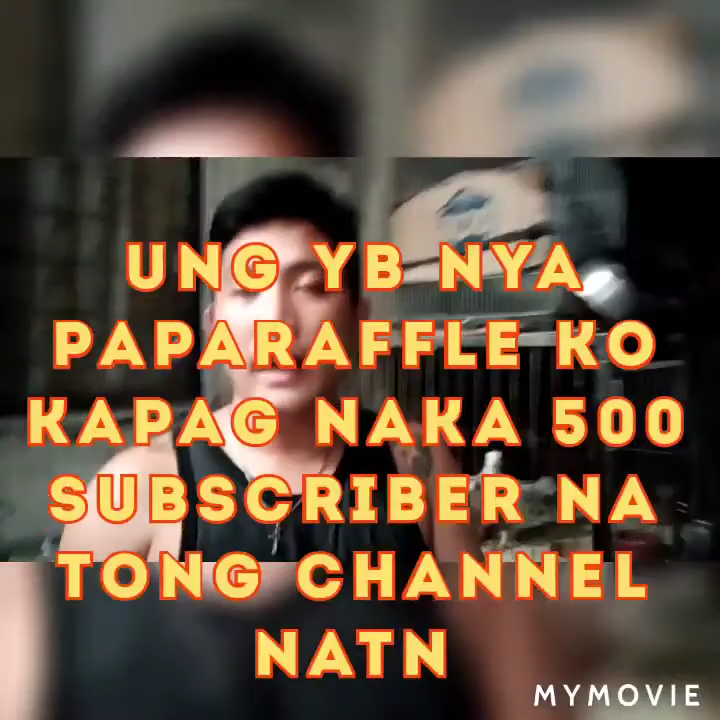 UNG YB NYA
PAPARAFFLE KO
KAPAG NAKA 500
SUBSCRIBER NA
TONG CHANNEL
NATN
MYMOVIE